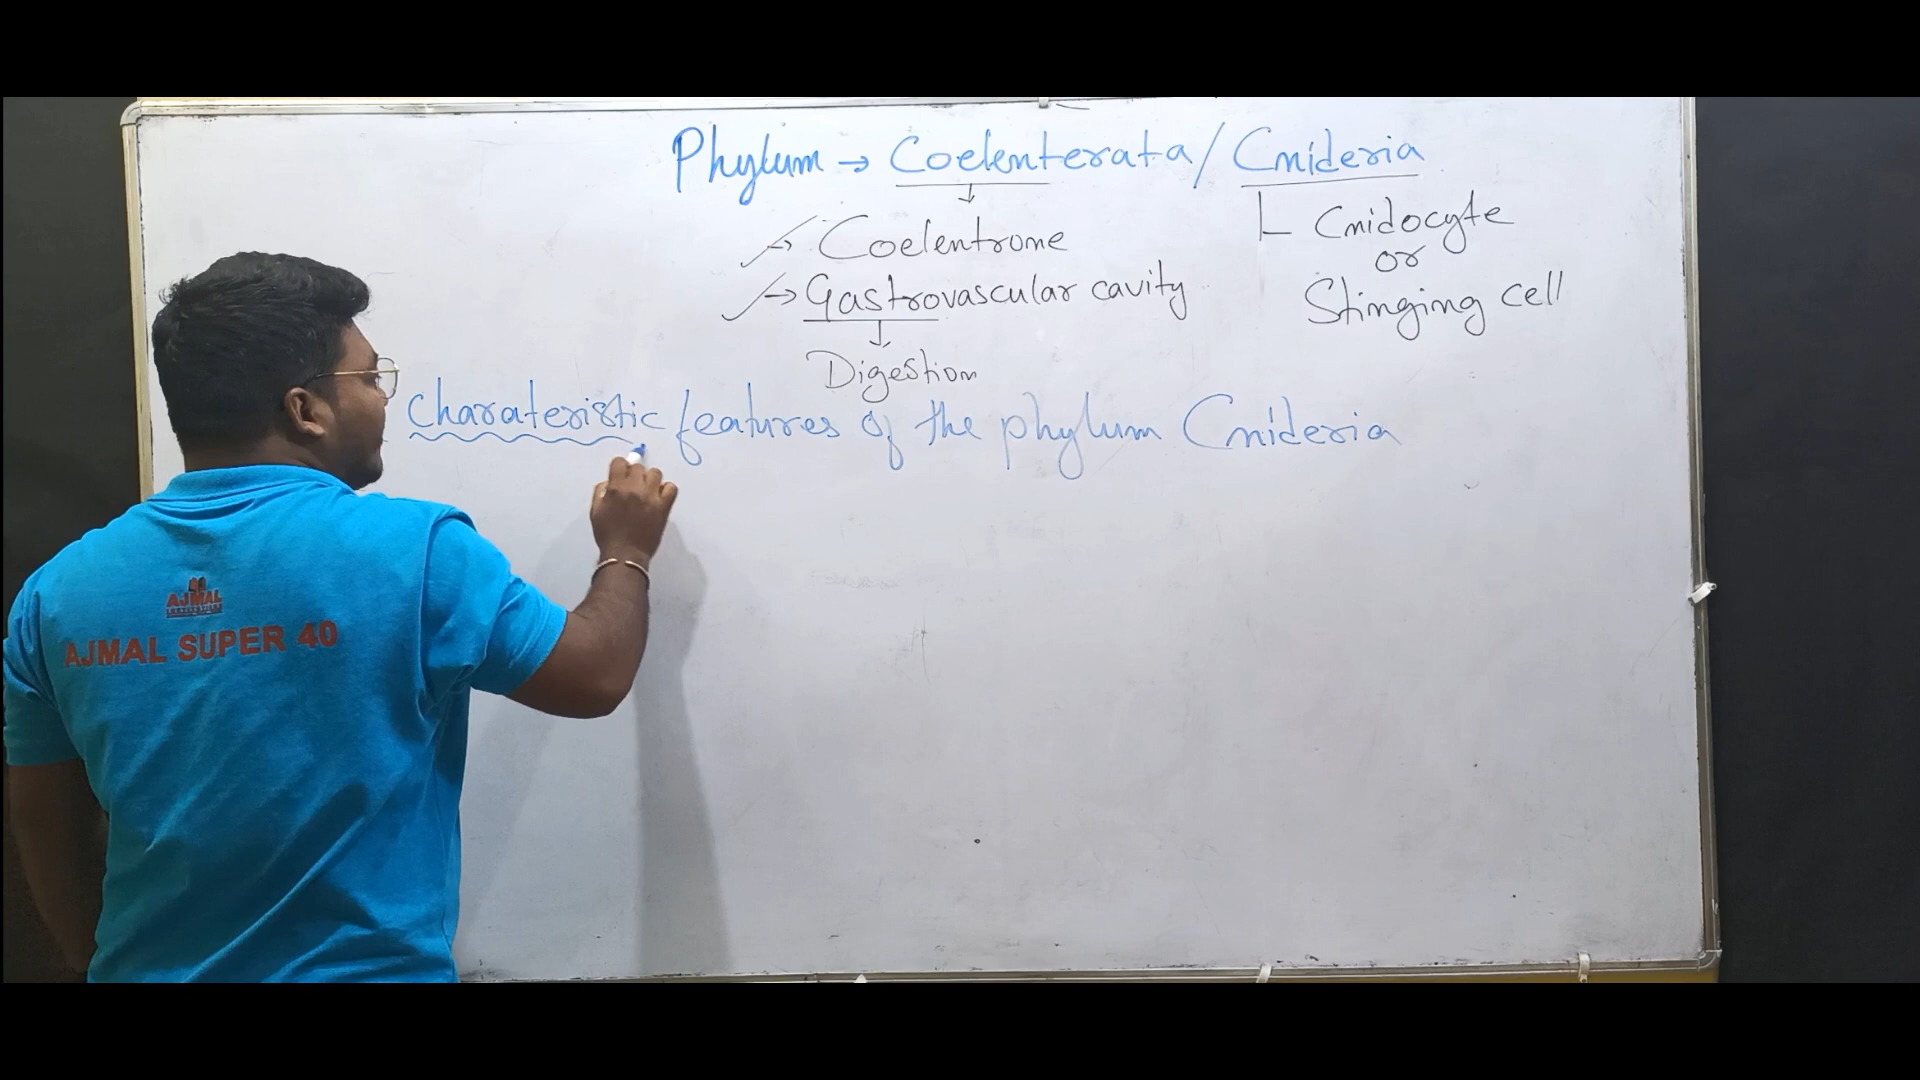 Phylum → Coelenterata / Cnideria
→ Coelentrone
→ Gastrovascular cavity
Digestion
Cnidocyte
or
Stinging cell
Charateristic features of the phylum Cnideria
AJMAL
AJMAL SUPER 40